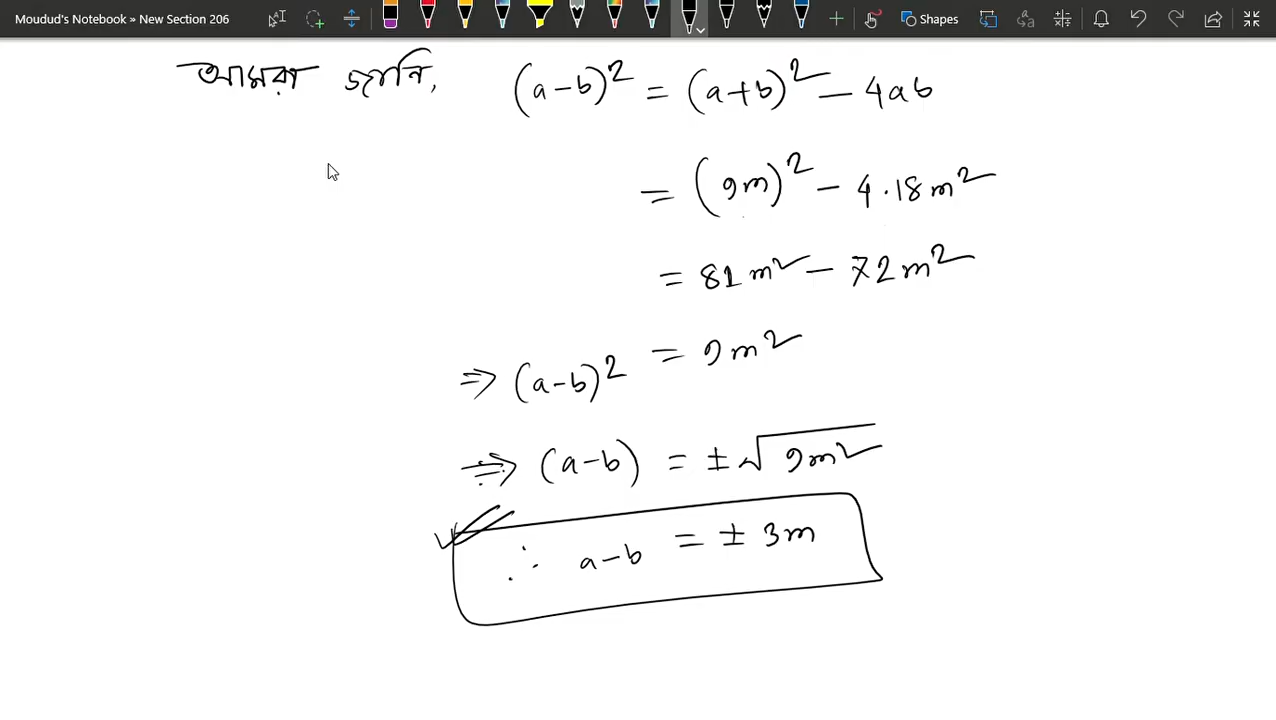 Moudud's Notebook » New Section 206
Shapes
আমরা জানি, (a-b)² = (a+b)² - 4ab
= (9m)² - 4.18m²
= 81m² - 72m²
⇒ (a-b)² = 9m²
⇒ (a-b) = ±√9m²
∴ a-b = ± 3m